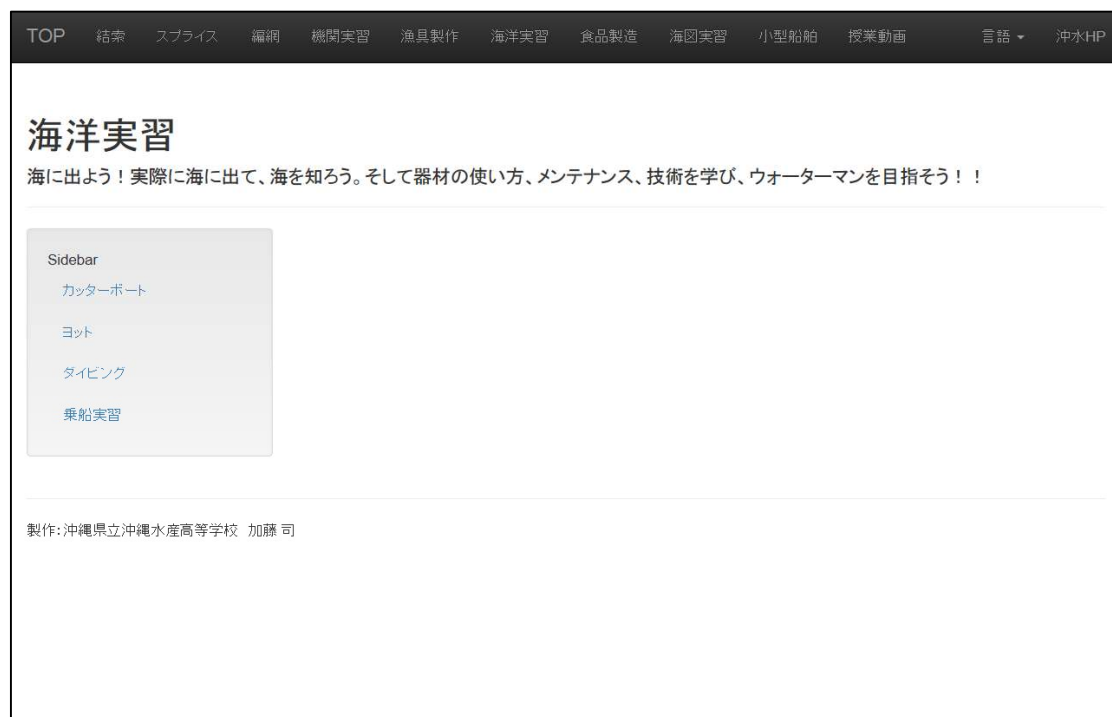 TOP 結索 スプライス 編網 機関実習 漁具製作 海洋実習 食品製造 海図実習 小型船舶 授業動画 言語 沖水HP
海洋実習
海に出よう！実際に海に出て、海を知ろう。そして器材の使い方、メンテナンス、技術を学び、ウォーターマンを目指そう！！
Sidebar
カッターボート
ヨット
ダイビング
乗船実習
製作:沖縄県立沖縄水産高等学校 加藤 司